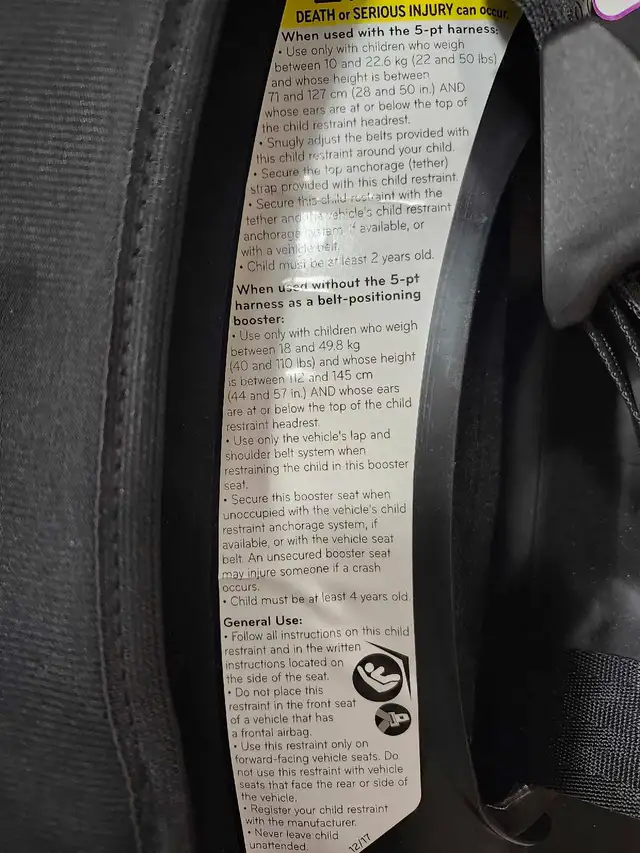 DEATH or SERIOUS INJURY can occur.
When used with the 5-pt harness:
• Use only with children who weigh
between 10 and 22.6 kg (22 and 50 lbs)
and whose height is between
71 and 127 cm (28 and 50 in.) AND
whose ears are at or below the top of
the child restraint headrest.
• Snugly adjust the belts provided with
this child restraint around your child.
• Secure the top anchorage (tether)
strap provided with this child restraint.
• Secure this child restraint with the
tether and the vehicle's child restraint
anchorage system, if available, or
with a vehicle belt.
• Child must be at least 2 years old.
When used without the 5-pt
harness as a belt-positioning
booster:
• Use only with children who weigh
between 18 and 49.8 kg
(40 and 110 lbs) and whose height
is between 112 and 145 cm
(44 and 57 in.) AND whose ears
are at or below the top of the child
restraint headrest.
• Use only the vehicle's lap and
shoulder belt system when
restraining the child in this booster
seat.
• Secure this booster seat when
unoccupied with the vehicle's child
restraint anchorage system, if
available, or with the vehicle seat
belt. An unsecured booster seat
may injure someone if a crash
occurs.
• Child must be at least 4 years old.
General Use:
• Follow all instructions on this child
restraint and in the written
instructions located on
the side of the seat.
• Do not place this
restraint in the front seat
of a vehicle that has
a frontal airbag.
• Use this restraint only on
forward-facing vehicle seats. Do
not use this restraint with vehicle
seats that face the rear or side of
the vehicle.
• Register your child restraint
with the manufacturer.
• Never leave child
unattended.
12/17